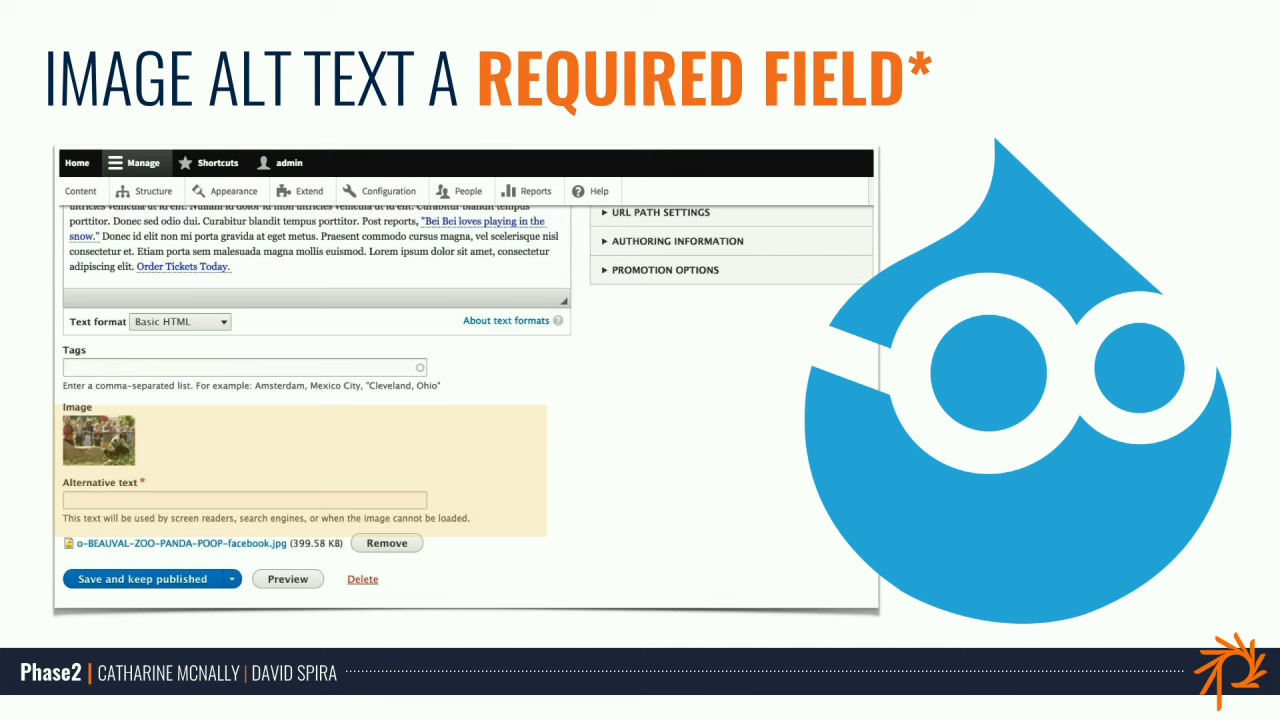 IMAGE ALT TEXT A REQUIRED FIELD*
Home Manage Shortcuts admin
Content Structure Appearance Extend Configuration People Reports Help
porttitor. Donec sed odio dui. Curabitur blandit tempus porttitor. Post reports, "Bei Bei loves playing in the
snow." Donec id elit non mi porta gravida at eget metus. Praesent commodo cursus magna, vel scelerisque nisl
consectetur et. Etiam porta sem malesuada magna mollis euismod. Lorem ipsum dolor sit amet, consectetur
adipiscing elit. Order Tickets Today.
URL PATH SETTINGS
AUTHORING INFORMATION
PROMOTION OPTIONS
Text format Basic HTML About text formats ?
Tags
Enter a comma-separated list. For example: Amsterdam, Mexico City, "Cleveland, Ohio"
Image
Alternative text *
This text will be used by screen readers, search engines, or when the image cannot be loaded.
o-BEAUVAL-ZOO-PANDA-POOP-facebook.jpg (399.58 KB) Remove
Save and keep published Preview Delete
Phase2 | CATHARINE MCNALLY | DAVID SPIRA